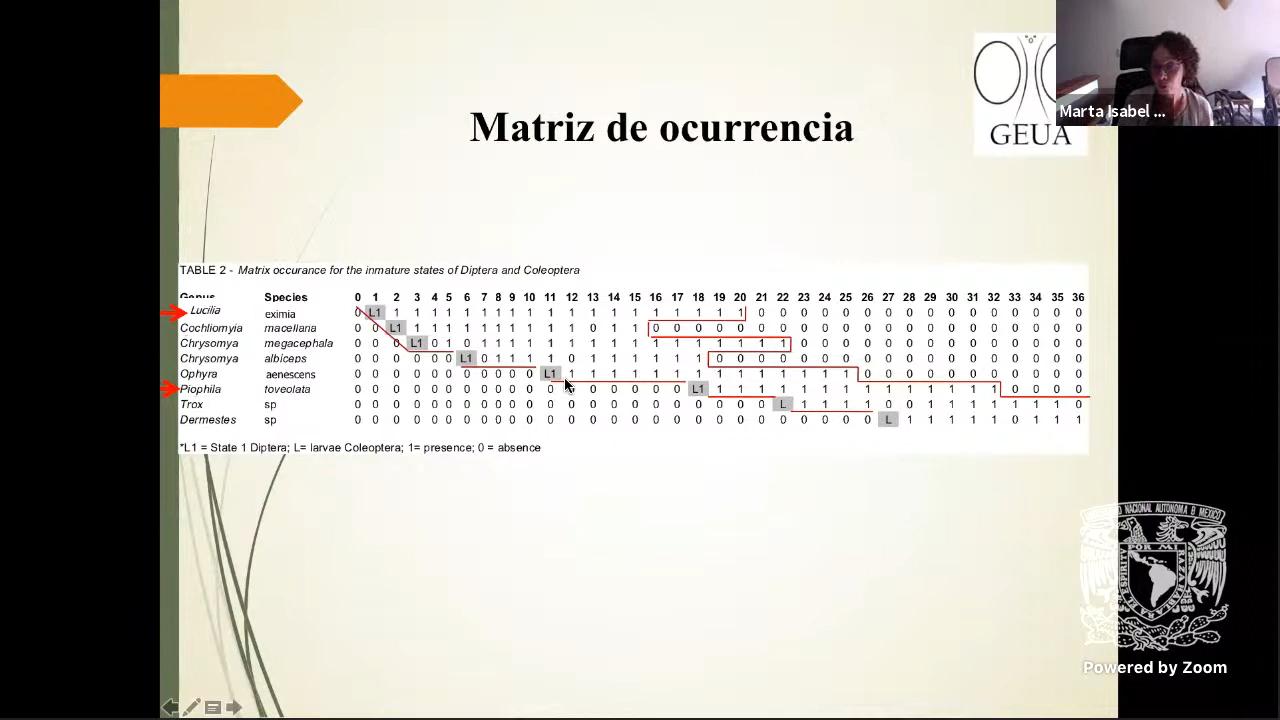 Matriz de ocurrencia
GEUA
Marta Isabel ...
TABLE 2 - Matrix occurance for the inmature states of Diptera and Coleoptera
Genus Species 0 1 2 3 4 5 6 7 8 9 10 11 12 13 14 15 16 17 18 19 20 21 22 23 24 25 26 27 28 29 30 31 32 33 34 35 36
Lucilia eximia 0 L1 1 1 1 1 1 1 1 1 1 1 1 1 1 1 1 1 1 1 1 0 0 0 0 0 0 0 0 0 0 0 0 0 0 0 0
Cochliomyia macellana 0 0 L1 1 1 1 1 1 1 1 1 1 1 0 1 1 0 0 0 0 0 0 0 0 0 0 0 0 0 0 0 0 0 0 0 0 0
Chrysomya megacephala 0 0 0 L1 0 1 1 1 1 1 1 1 1 1 1 1 1 1 1 1 1 1 1 0 0 0 0 0 0 0 0 0 0 0 0 0 0
Chrysomya albiceps 0 0 0 0 0 0 L1 0 1 1 1 1 0 1 1 1 1 1 1 0 0 0 0 0 0 0 0 0 0 0 0 0 0 0 0 0 0
Ophyra aenescens 0 0 0 0 0 0 0 0 0 0 0 L1 1 1 1 1 1 1 1 1 1 1 1 1 1 1 0 0 0 0 0 0 0 0 0 0 0
Piophila toveolata 0 0 0 0 0 0 0 0 0 0 0 0 0 0 0 0 0 0 L1 1 1 1 1 1 1 1 1 1 1 1 1 1 1 0 0 0 0
Trox sp 0 0 0 0 0 0 0 0 0 0 0 0 0 0 0 0 0 0 0 0 0 0 L 1 1 1 1 0 0 1 1 1 1 1 1 1 0
Dermestes sp 0 0 0 0 0 0 0 0 0 0 0 0 0 0 0 0 0 0 0 0 0 0 0 0 0 0 0 L 1 1 1 1 1 0 1 1 1
*L1 = State 1 Diptera; L= larvae Coleoptera; 1= presence; 0 = absence
POR MI RAZA HABLARA EL ESPIRITU
Powered by Zoom